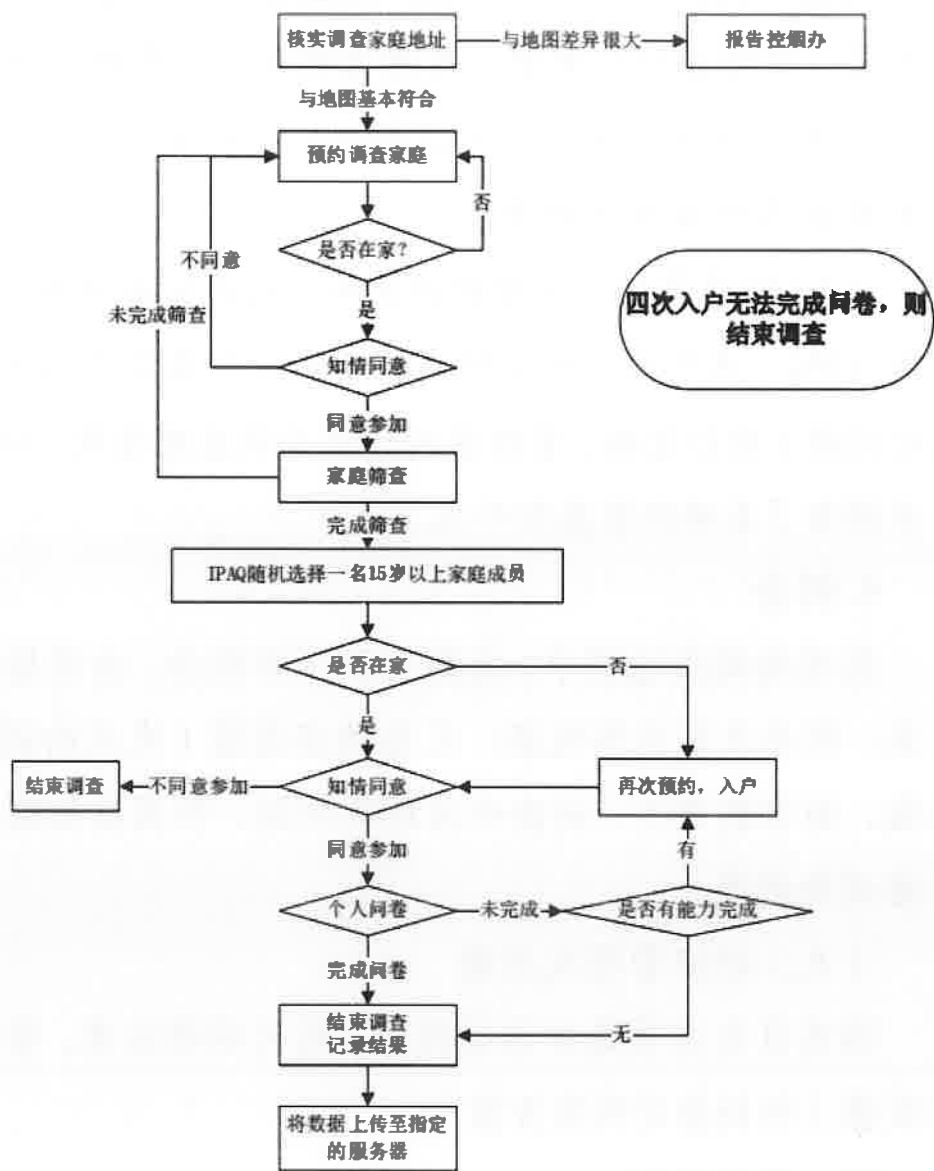 核实调查家庭地址
与地图差异很大
报告控烟办
与地图基本符合
预约调查家庭
否
是否在家？
不同意
未完成筛查
四次入户无法完成问卷，则
结束调查
是
知情同意
同意参加
家庭筛查
完成筛查
IPAQ随机选择一名15岁以上家庭成员
是否在家
否
是
结束调查
不同意参加
知情同意
再次预约，入户
同意参加
有
个人问卷
未完成
是否有能力完成
完成问卷
结束调查
记录结果
无
将数据上传至指定
的服务器